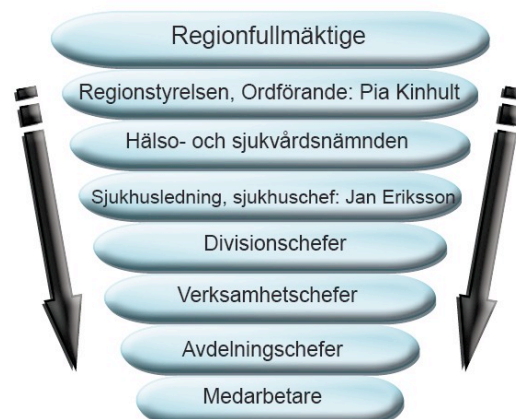 Regionfullmäktige
Regionstyrelsen, Ordförande: Pia Kinhult
Hälso- och sjukvårdsnämnden
Sjukhusledning, sjukhuschef: Jan Eriksson
Divisionschefer
Verksamhetschefer
Avdelningschefer
Medarbetare